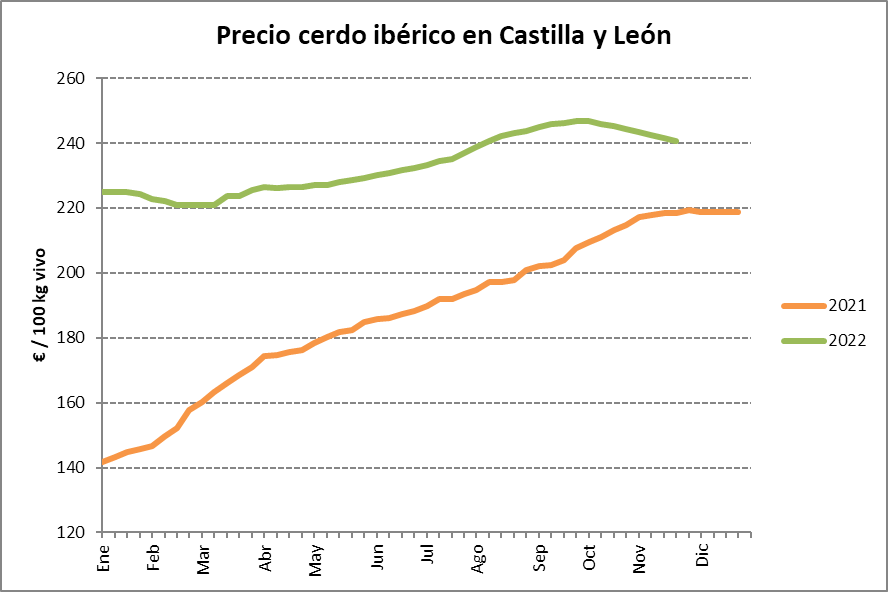 Precio cerdo ibérico en Castilla y León
€ / 100 kg vivo
260
240
220
200
180
160
140
120
Ene
Feb
Mar
Abr
May
Jun
Jul
Ago
Sep
Oct
Nov
Dic
2021
2022